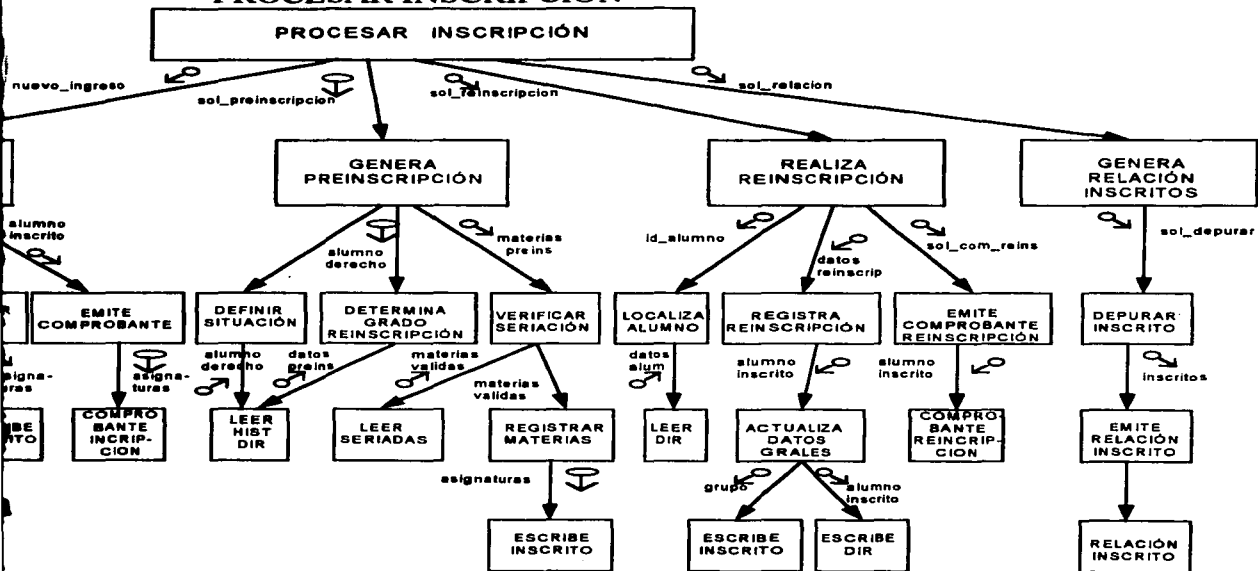 PROCESAR INSCRIPCIÓN
PROCESAR INSCRIPCIÓN
nuevo_ingreso
sol_preinscripcion
sol_reinscripcion
sol_relacion
GENERA
PREINSCRIPCIÓN
REALIZA
REINSCRIPCIÓN
GENERA
RELACIÓN
INSCRITOS
alumno
inscrito
alumno
derecho
materias
preins
id_alumno
datos
reinscrip
sol_com_reins
sol_depurar
R
EMITE
COMPROBANTE
DEFINIR
SITUACIÓN
DETERMINA
GRADO
REINSCRIPCIÓN
VERIFICAR
SERIACIÓN
LOCALIZA
ALUMNO
REGISTRA
REINSCRIPCIÓN
EMITE
COMPROBANTE
REINSCRIPCIÓN
DEPURAR
INSCRITO
asigna-
turas
alumno
derecho
datos
preins
materias
validas
materias
validas
datos
alum
alumno
inscrito
alumno
inscrito
inscritos
BE
ITO
COMPRO-
BANTE
INCRIP-
CION
LEER
HIST
DIR
LEER
SERIADAS
REGISTRAR
MATERIAS
LEER
DIR
ACTUALIZA
DATOS
GRALES
COMPRO-
BANTE
REINCRIP-
CION
EMITE
RELACIÓN
INSCRITO
asignaturas
grupo
alumno
inscrito
ESCRIBE
INSCRITO
ESCRIBE
INSCRITO
ESCRIBE
DIR
RELACIÓN
INSCRITO